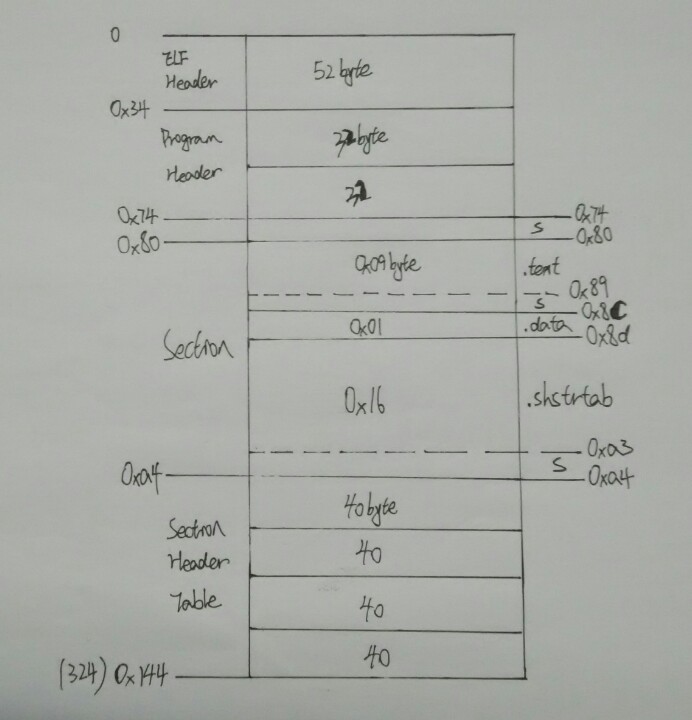 0
ELF
Header
52 byte
0x34
Program
Header
32 byte
32
0x74
0x74
S
0x80
0x80
0x09 byte
.text
0x89
S
0x8C
0x01
.data
0x8d
Section
0x16
.shstrtab
0xa3
S
0xa4
0xa4
40 byte
Section
Header
Table
40
40
40
(324) 0x144